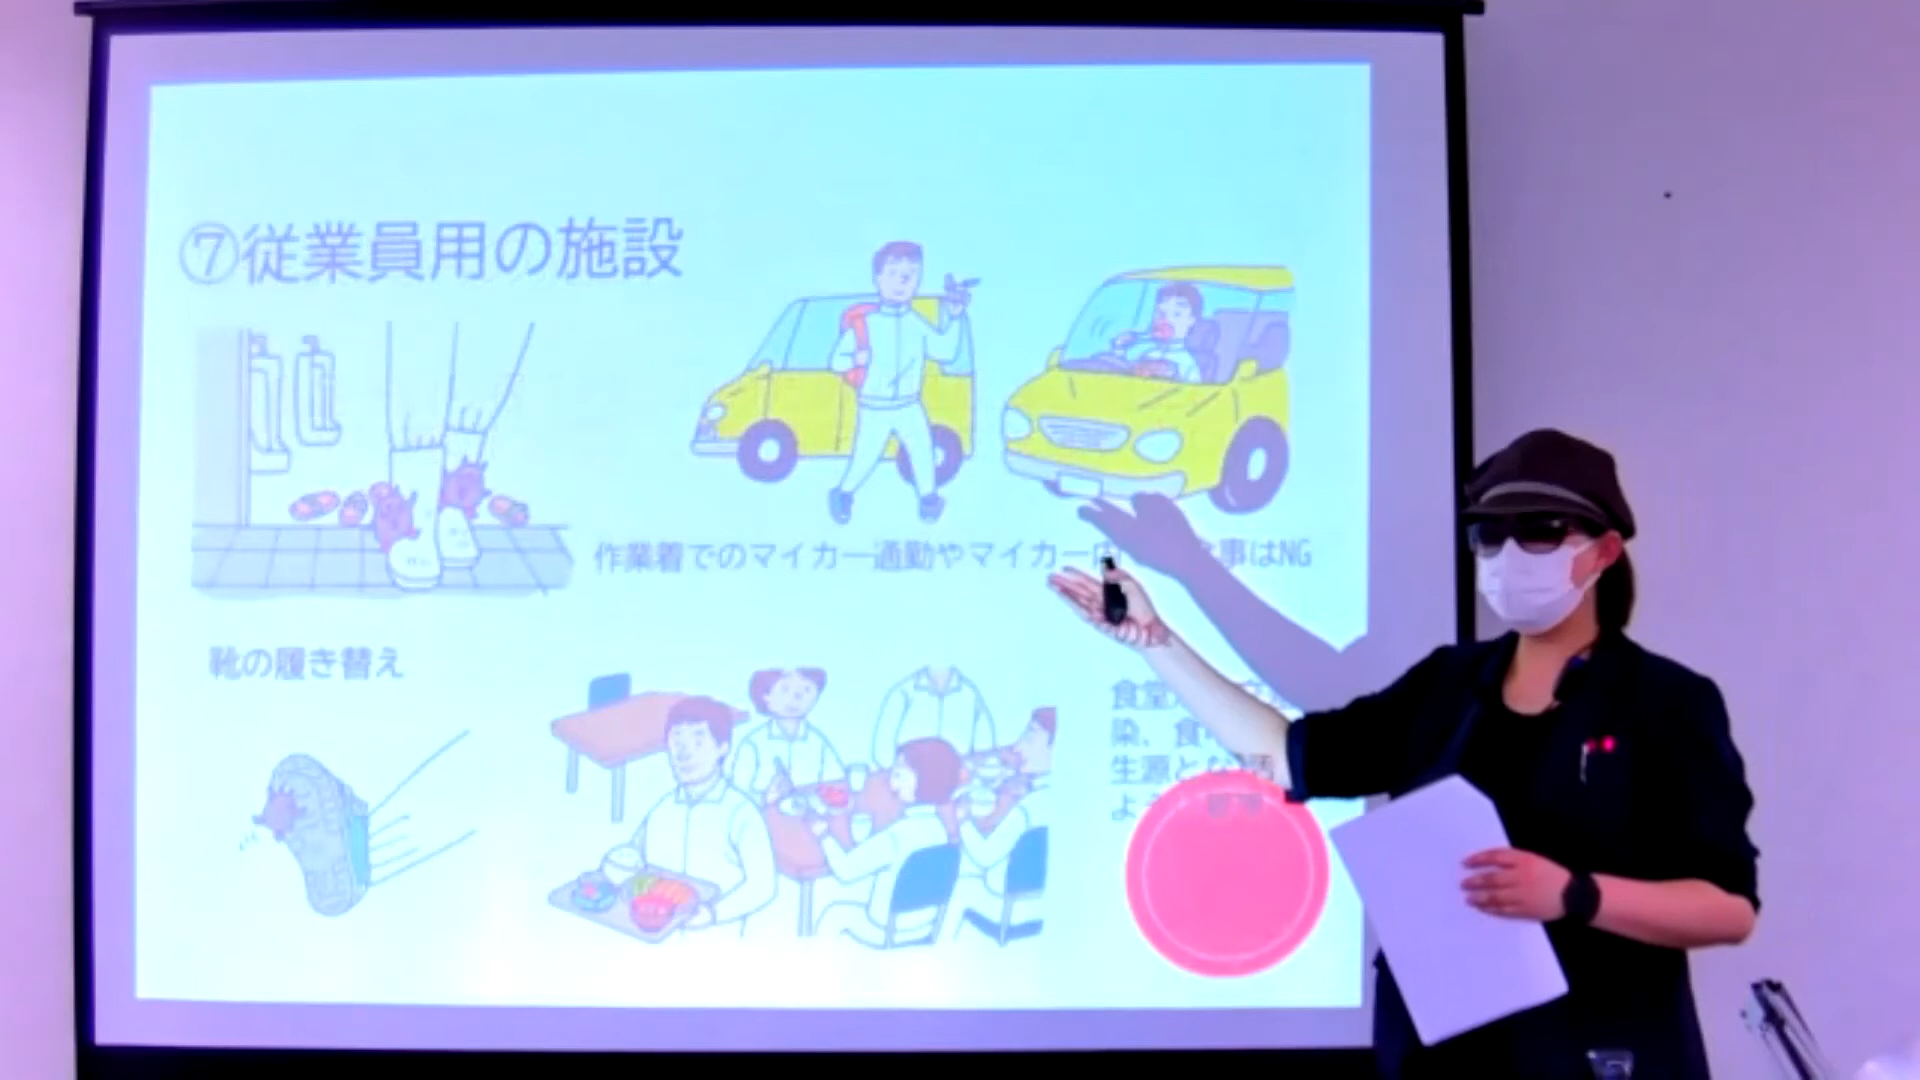 ⑦従業員用の施設
作業着でのマイカー通勤やマイカー内 事はNG
靴の履き替え
食堂
染、食
生源とな
よ